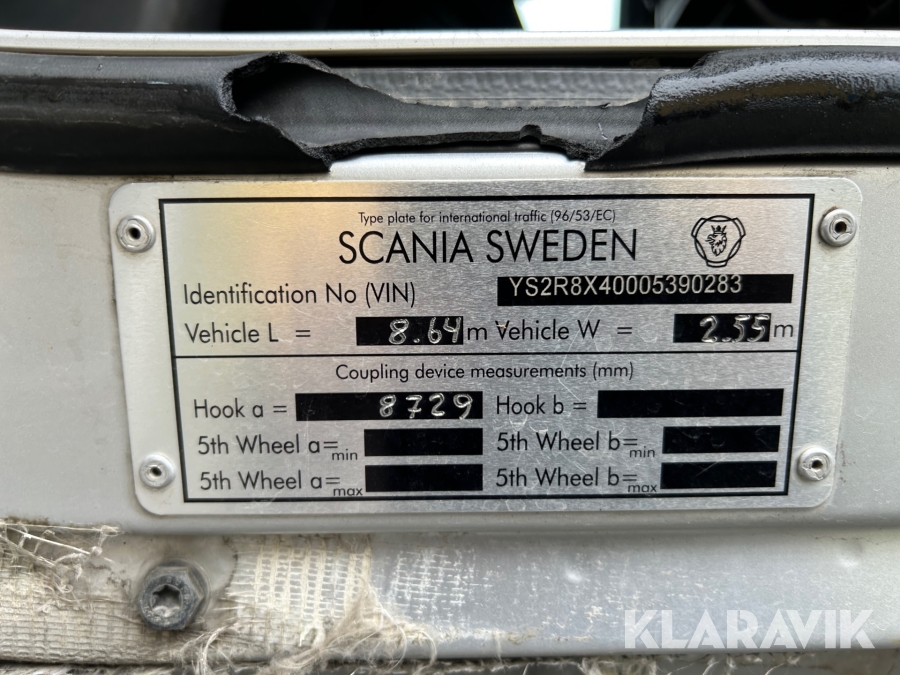 Type plate for international traffic (96/53/EC)
SCANIA SWEDEN
Identification No (VIN) YS2R8X40005390283
Vehicle L = 8.64 m Vehicle W = 2.55 m
Coupling device measurements (mm)
Hook a = 8729 Hook b =
5th Wheel a=min 5th Wheel b=min
5th Wheel a=max 5th Wheel b=max
KLARAVIK